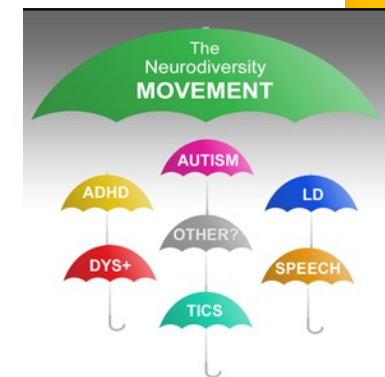 The
Neurodiversity
MOVEMENT
AUTISM
ADHD
LD
OTHER?
DYS+
SPEECH
TICS